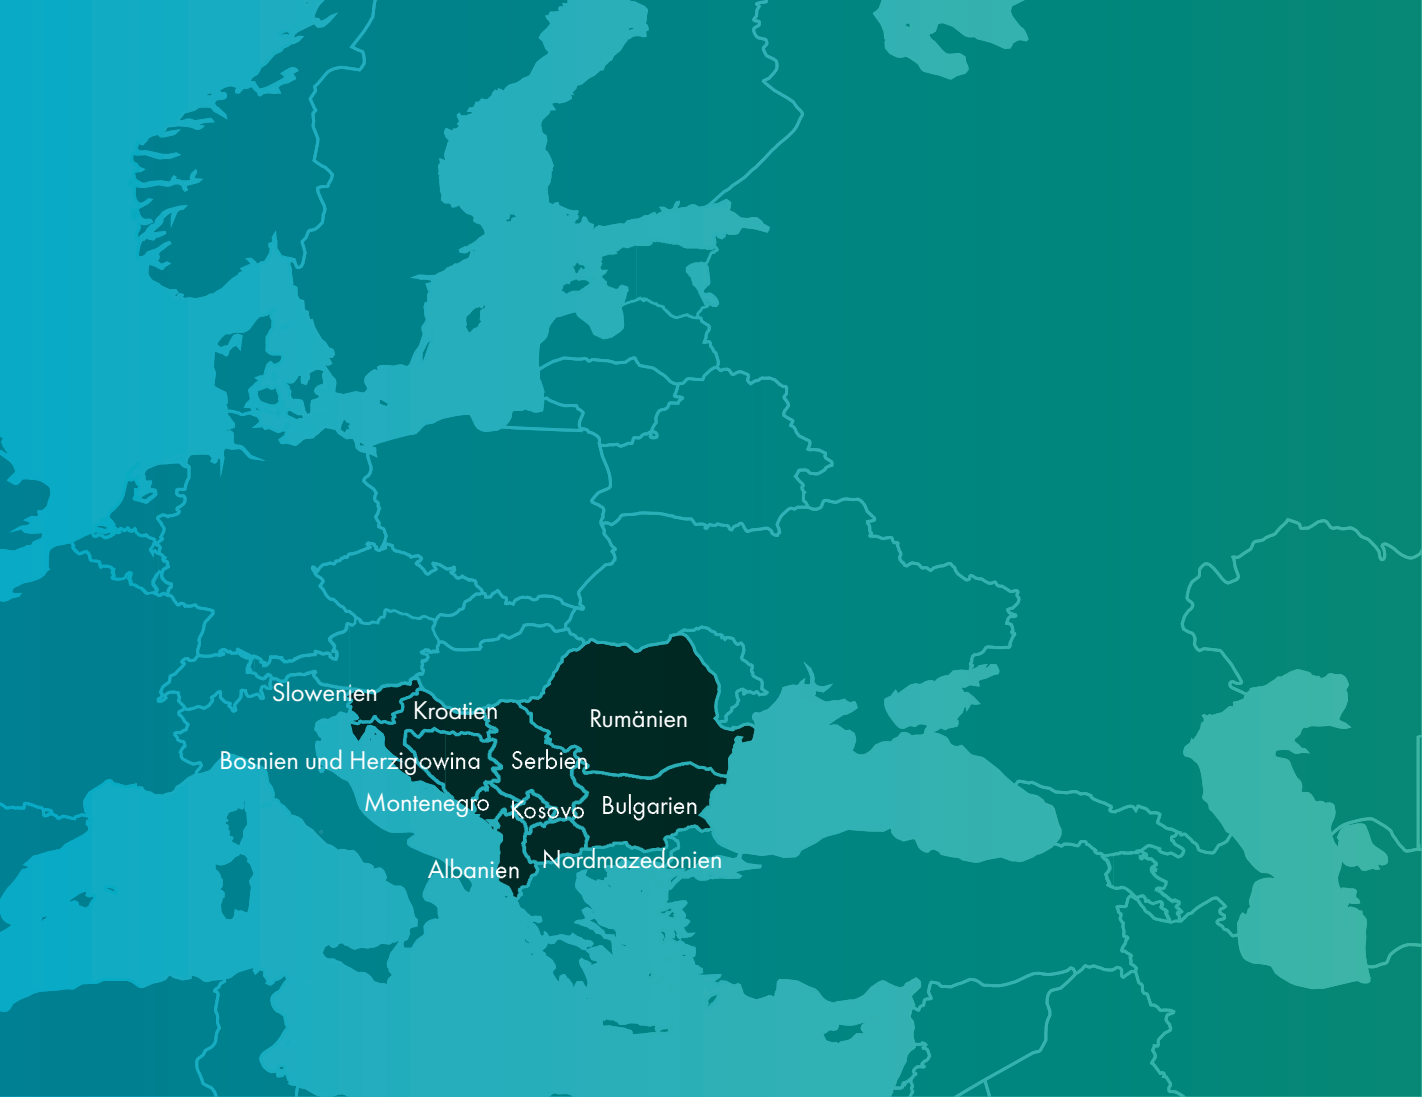 Slowenien
Kroatien
Rumänien
Bosnien und Herzigowina
Serbien
Montenegro
Kosovo
Bulgarien
Albanien
Nordmazedonien